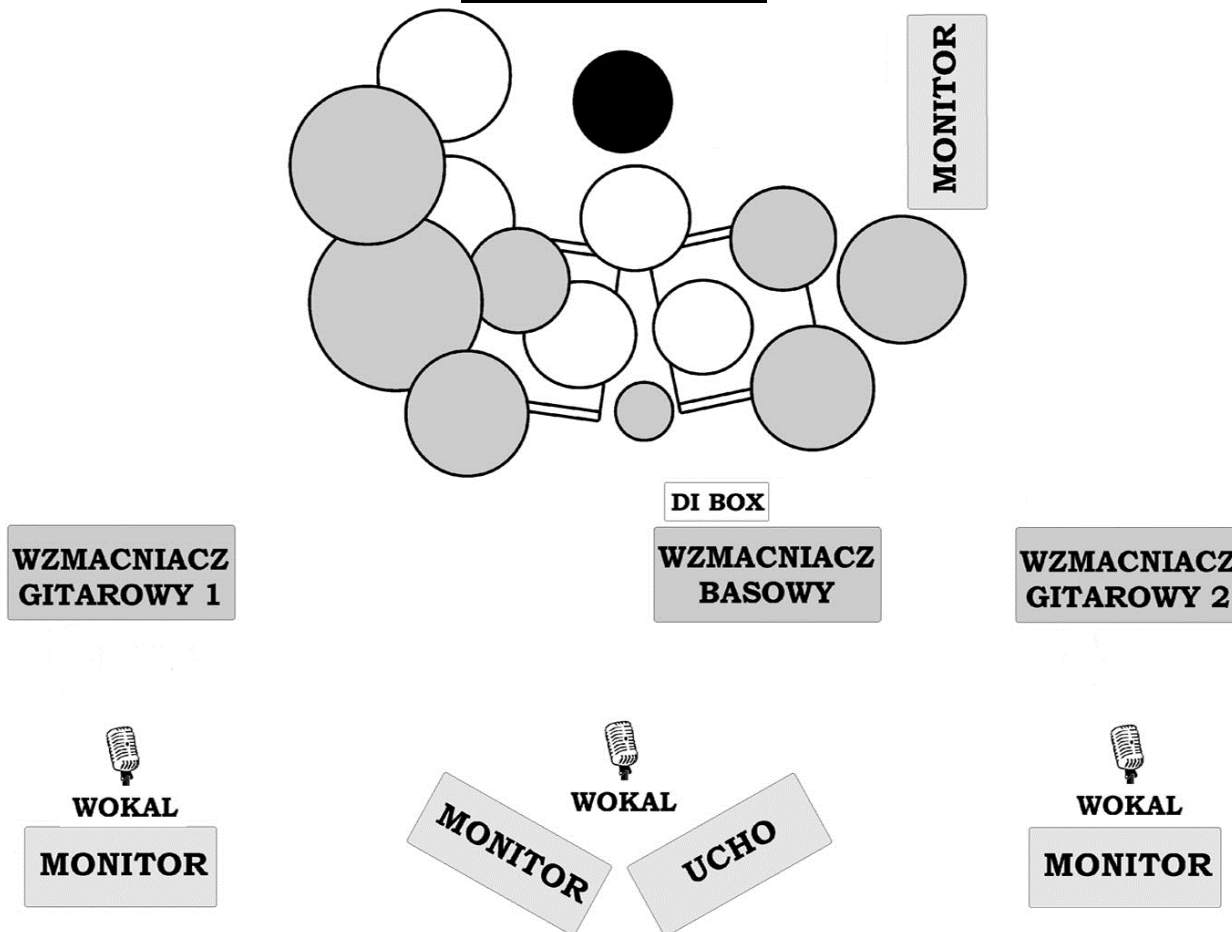 MONITOR
DI BOX
WZMACNIACZ
GITAROWY 1
WZMACNIACZ
BASOWY
WZMACNIACZ
GITAROWY 2
WOKAL
MONITOR
WOKAL
MONITOR
UCHO
WOKAL
MONITOR